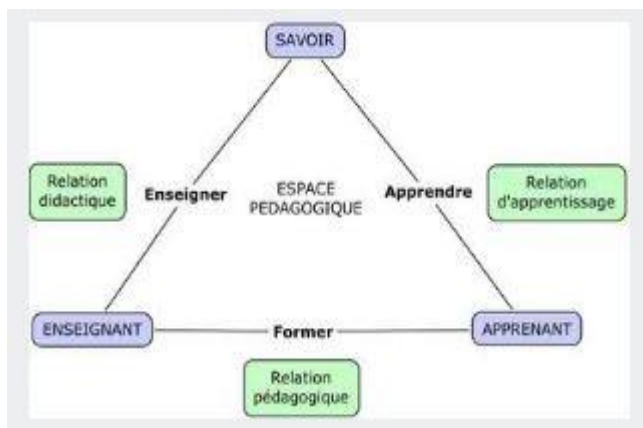 SAVOIR
Relation
didactique
Enseigner
ESPACE
PEDAGOGIQUE
Apprendre
Relation
d'apprentissage
ENSEIGNANT
Former
APPRENANT
Relation
pédagogique